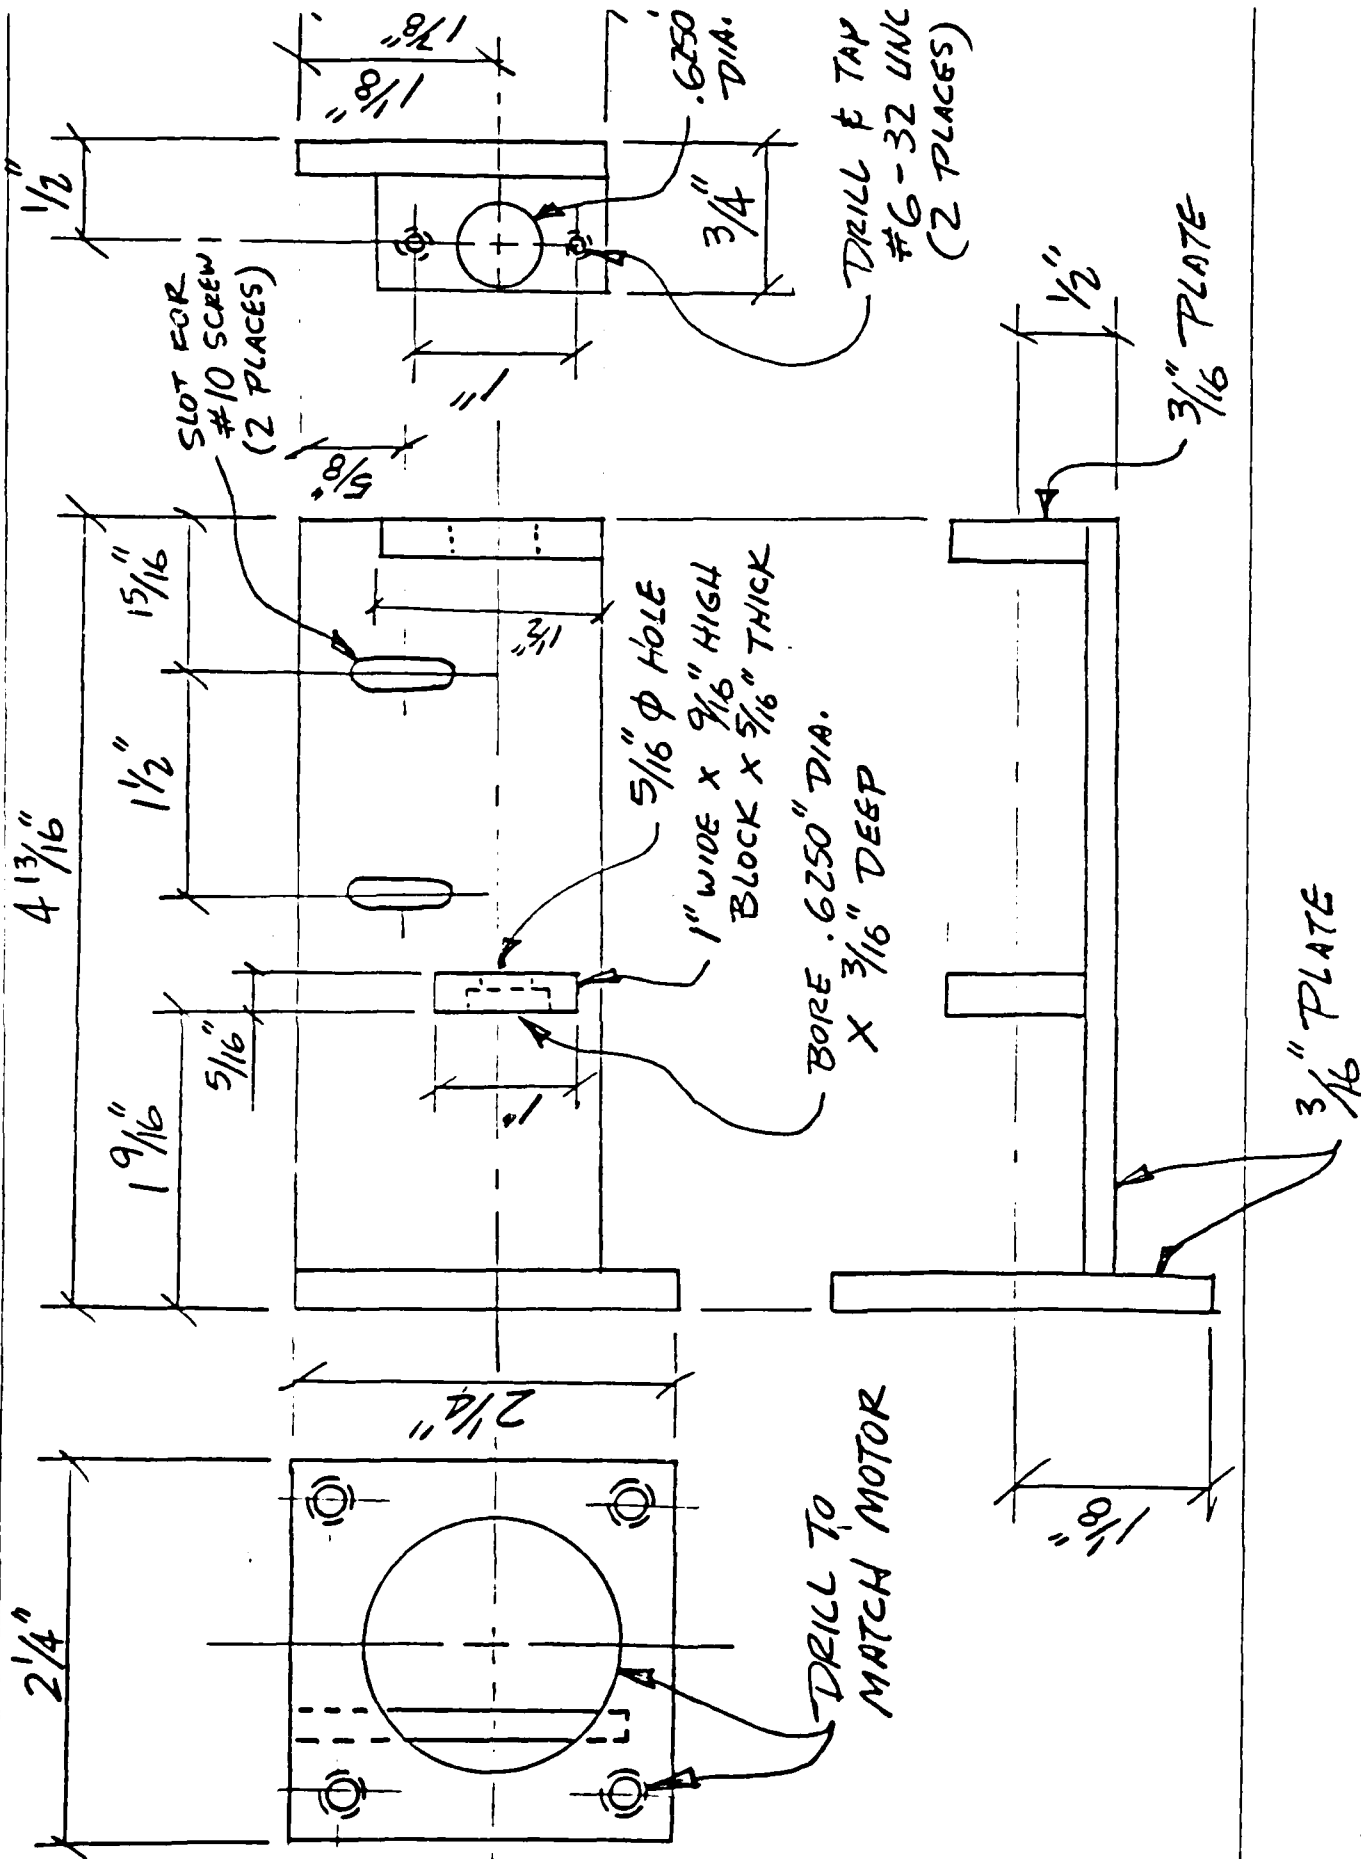 2 1/4"
4 13/16"
1 9/16"
5/16"
1 1/2"
15/16"
1/2"
SLOT FOR
#10 SCREW
(2 PLACES)
5/8"
1"
1 1/8"
1 7/8"
.6250
DIA.
3/4"
DRILL & TAP
#6-32 UNC
(2 PLACES)
2 1/4"
1"
1 1/2"
5/16" Φ HOLE
1" WIDE X 9/16" HIGH
BLOCK X 5/16" THICK
BORE .6250" DIA.
X 3/16" DEEP
DRILL TO
MATCH MOTOR
1 1/8"
1/2"
3/16" PLATE
3/16" PLATE